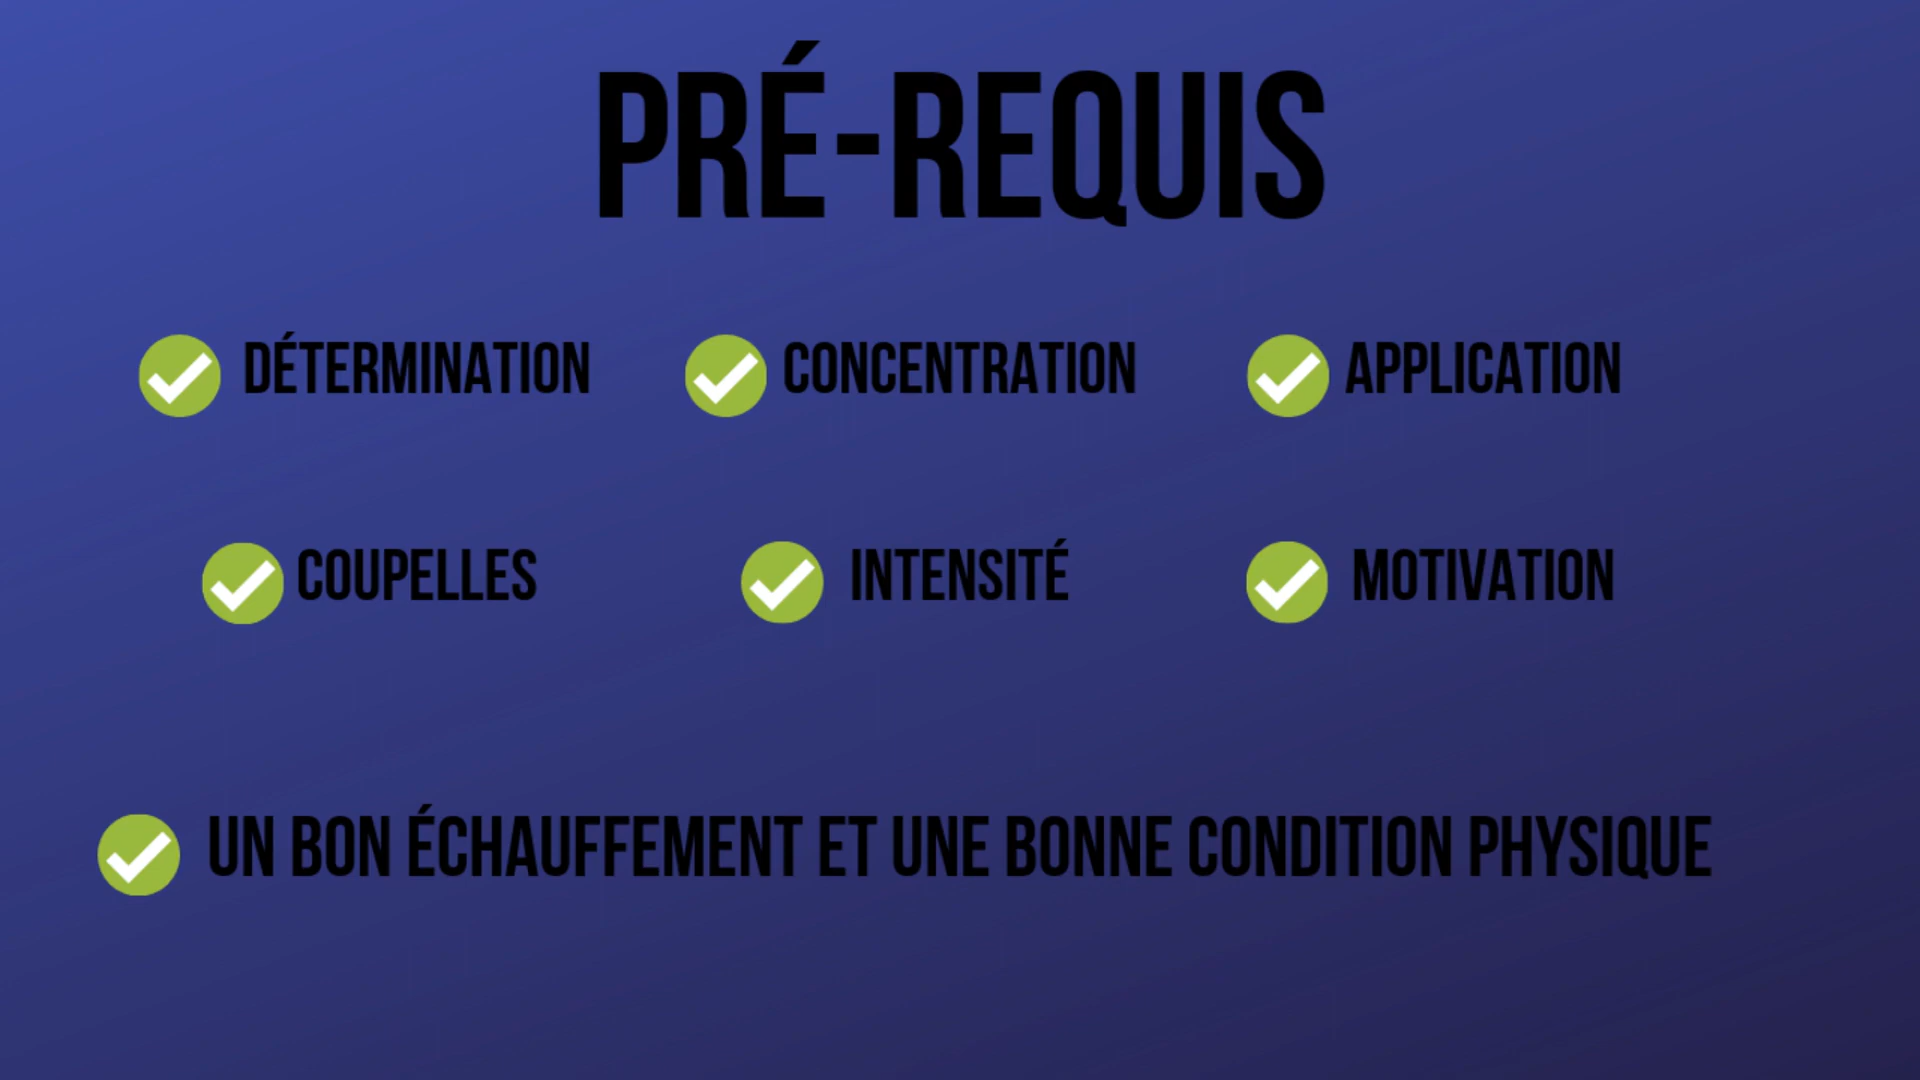 PRÉ-REQUIS
DÉTERMINATION
CONCENTRATION
APPLICATION
COUPELLES
INTENSITÉ
MOTIVATION
UN BON ÉCHAUFFEMENT ET UNE BONNE CONDITION PHYSIQUE